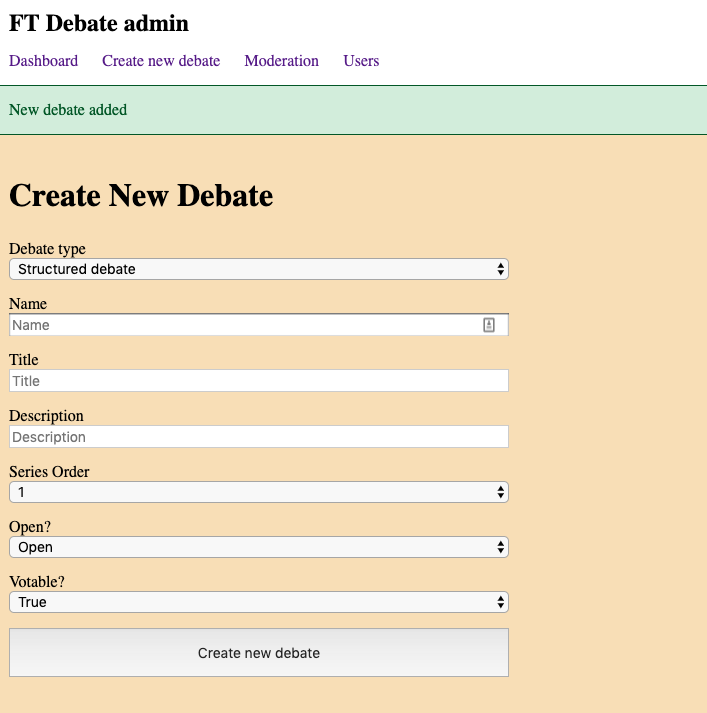 FT Debate admin
Dashboard Create new debate Moderation Users
New debate added
Create New Debate
Debate type
Structured debate
Name
Name
Title
Title
Description
Description
Series Order
1
Open?
Open
Votable?
True
Create new debate